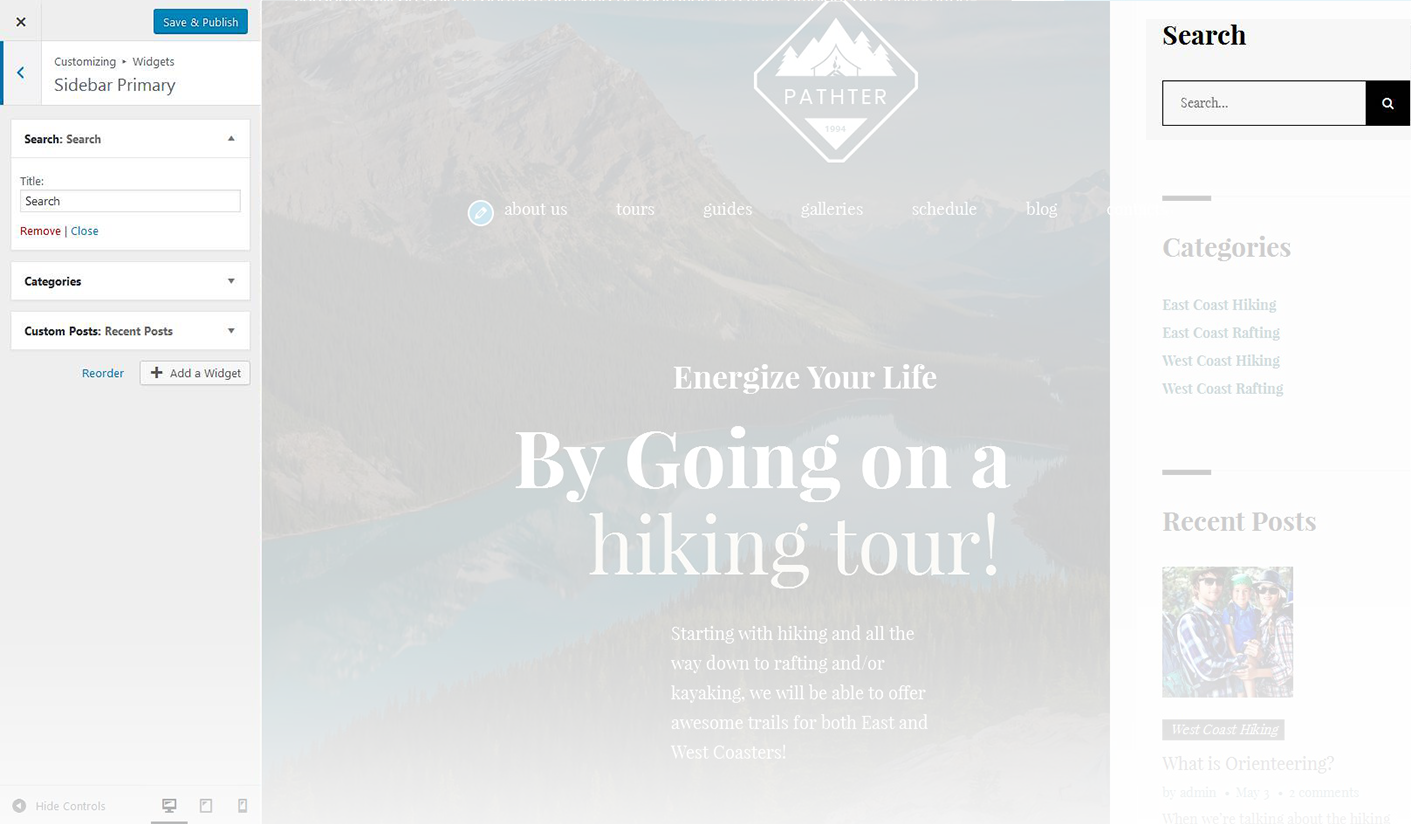 Save & Publish
Customizing ▸ Widgets
Sidebar Primary
Search: Search
Title:
Search
Remove | Close
Categories
Custom Posts: Recent Posts
Reorder
Add a Widget
Hide Controls
PATHTER
1994
about us tours guides galleries schedule blog
Energize Your Life
By Going on a
hiking tour!
Starting with hiking and all the
way down to rafting and/or
kayaking, we will be able to offer
awesome trails for both East and
West Coasters!
Search
Search...
Categories
East Coast Hiking
East Coast Rafting
West Coast Hiking
West Coast Rafting
Recent Posts
West Coast Hiking
What is Orienteering?
by admin • May 3 • 2 comments
When we're talking about the hiking